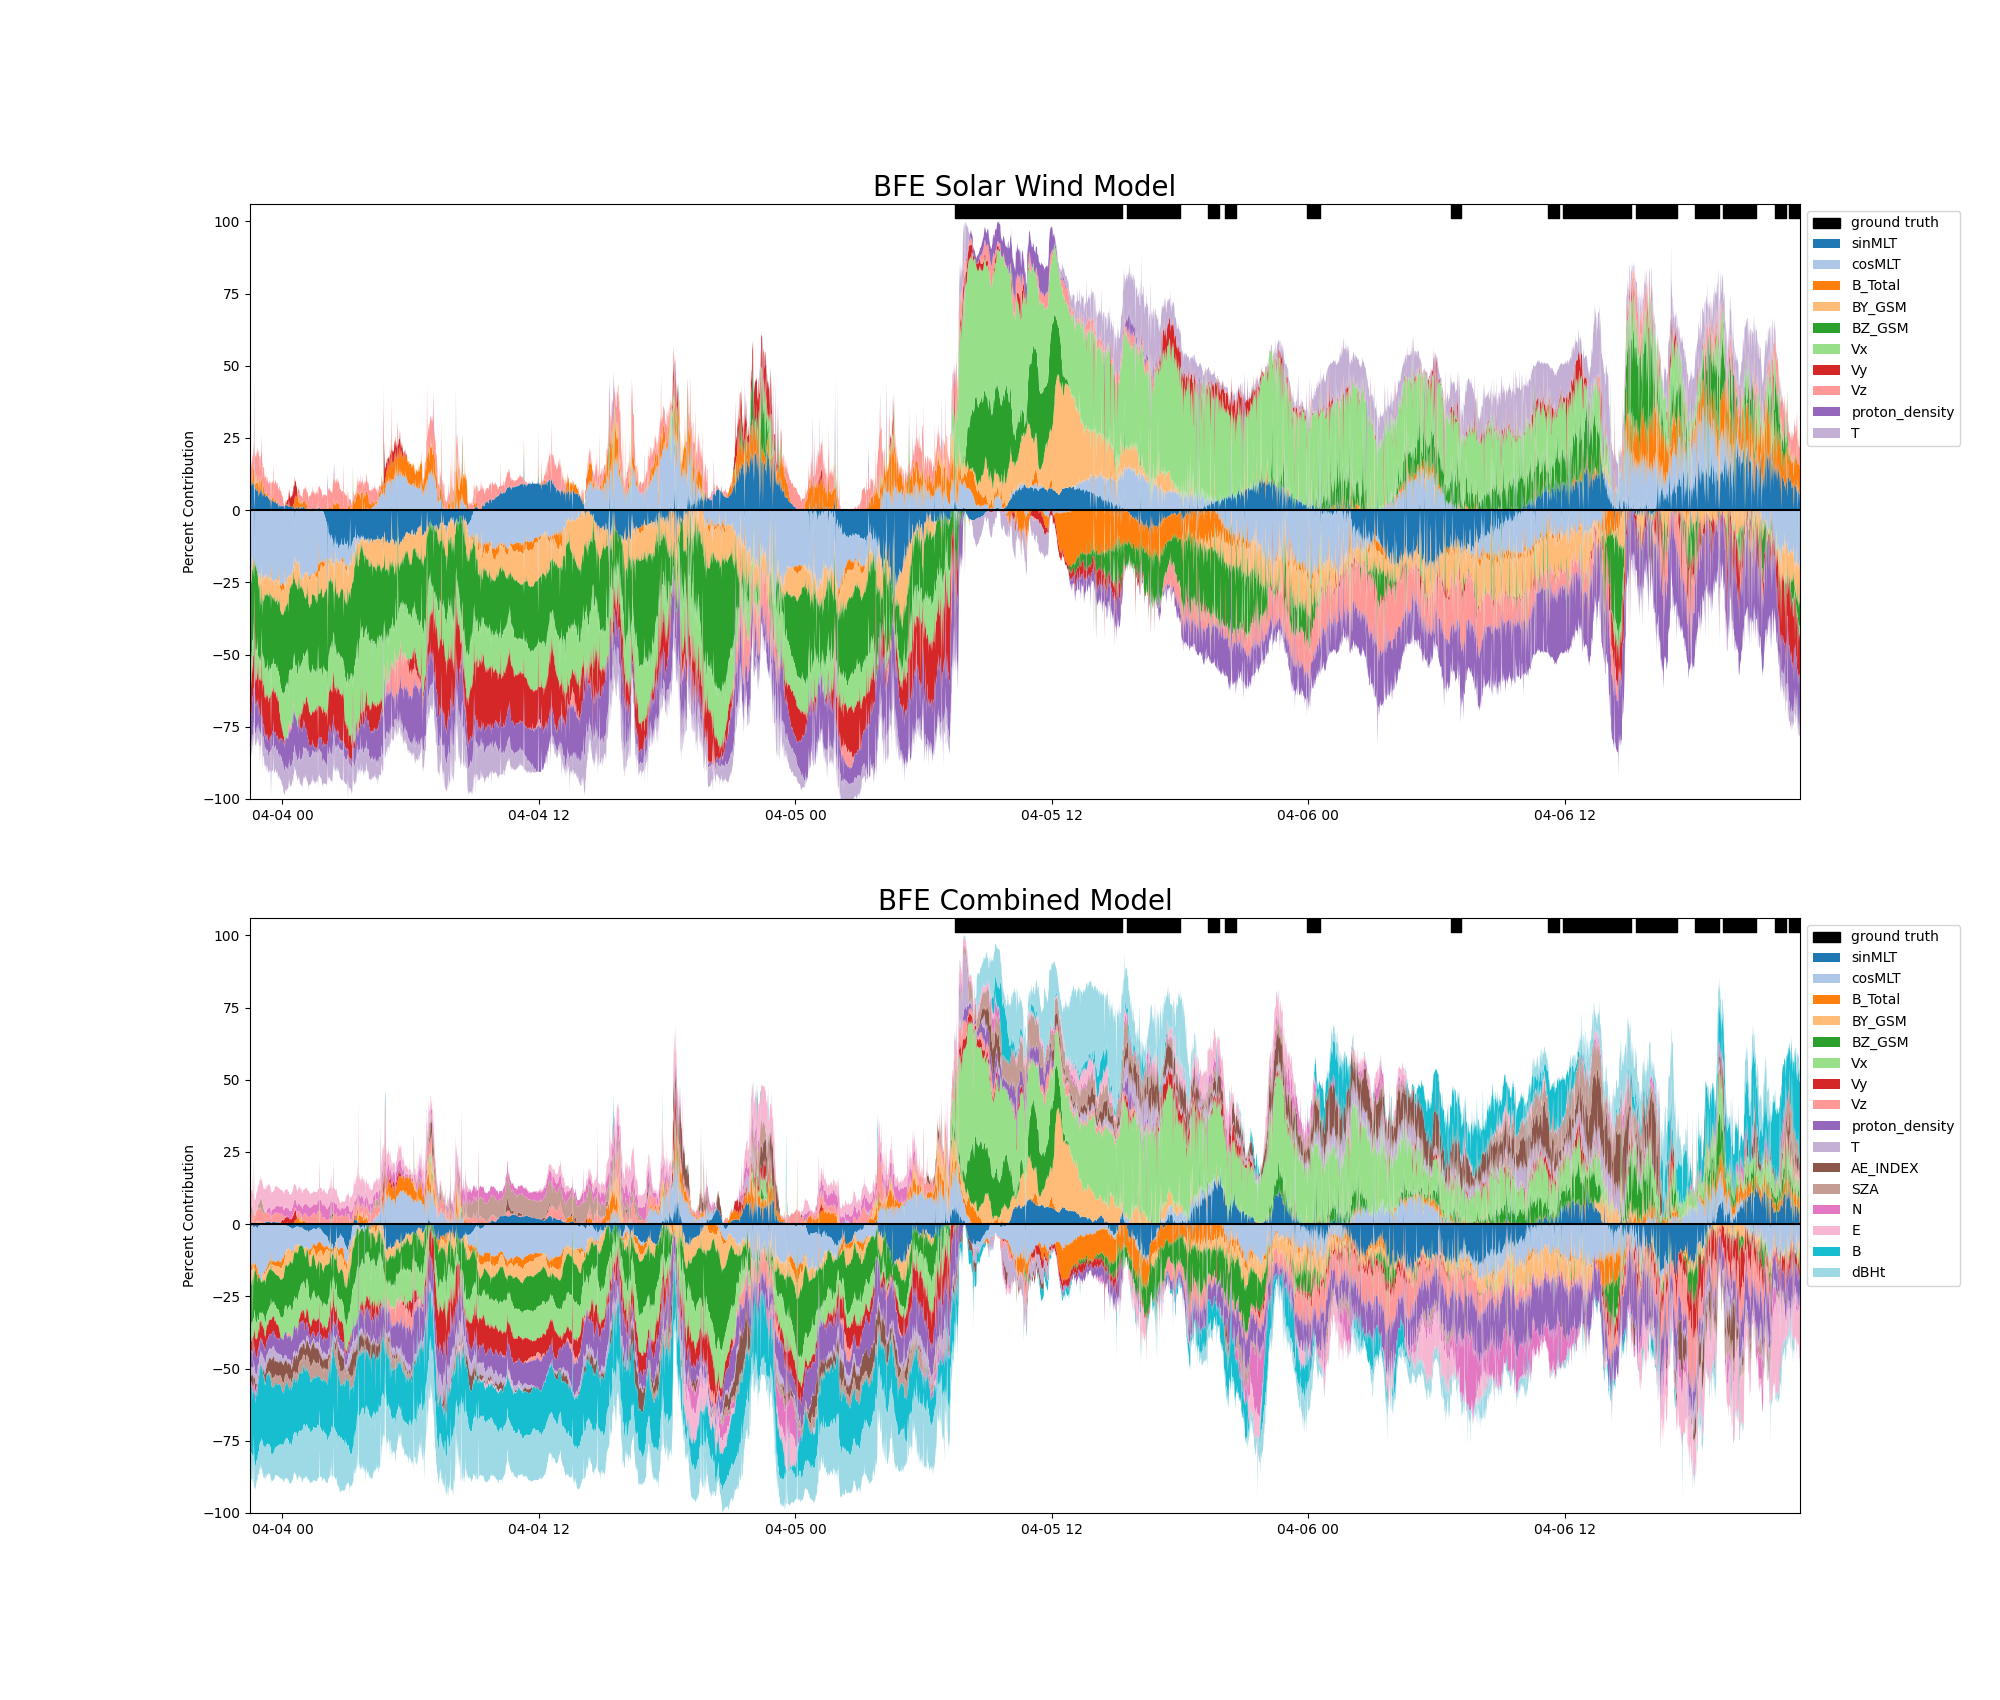 BFE Solar Wind Model
Percent Contribution
100
75
50
25
0
−25
−50
−75
−100
04-04 00
04-04 12
04-05 00
04-05 12
04-06 00
04-06 12
ground truth
sinMLT
cosMLT
B_Total
BY_GSM
BZ_GSM
Vx
Vy
Vz
proton_density
T
BFE Combined Model
Percent Contribution
100
75
50
25
0
−25
−50
−75
−100
04-04 00
04-04 12
04-05 00
04-05 12
04-06 00
04-06 12
ground truth
sinMLT
cosMLT
B_Total
BY_GSM
BZ_GSM
Vx
Vy
Vz
proton_density
T
AE_INDEX
SZA
N
E
B
dBHt